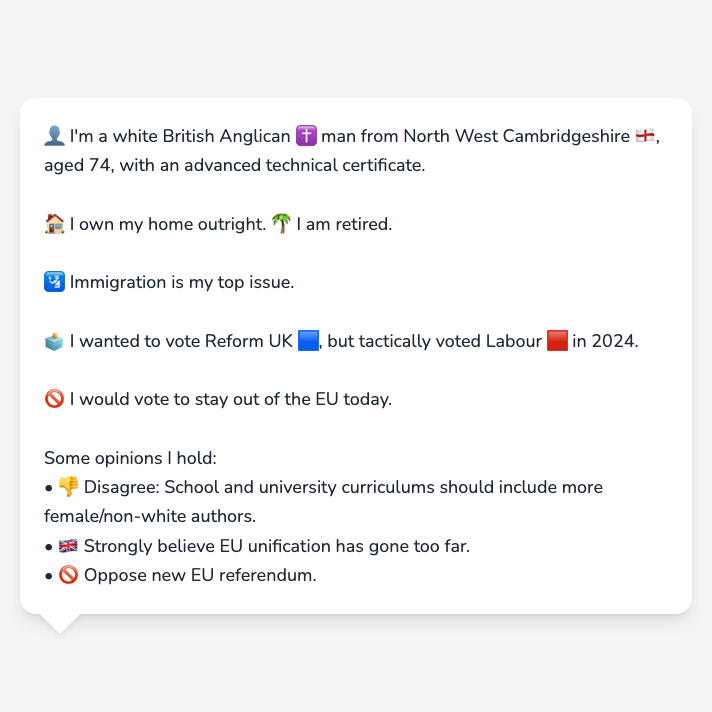 👤 I'm a white British Anglican ✝️ man from North West Cambridgeshire 🏴󠁧󠁢󠁥󠁮󠁧󠁿,
aged 74, with an advanced technical certificate.
🏠 I own my home outright. 🌴 I am retired.
🛂 Immigration is my top issue.
🗳️ I wanted to vote Reform UK 🟦, but tactically voted Labour 🟥 in 2024.
🚫 I would vote to stay out of the EU today.
Some opinions I hold:
• 👎 Disagree: School and university curriculums should include more
female/non-white authors.
• 🇬🇧 Strongly believe EU unification has gone too far.
• 🚫 Oppose new EU referendum.